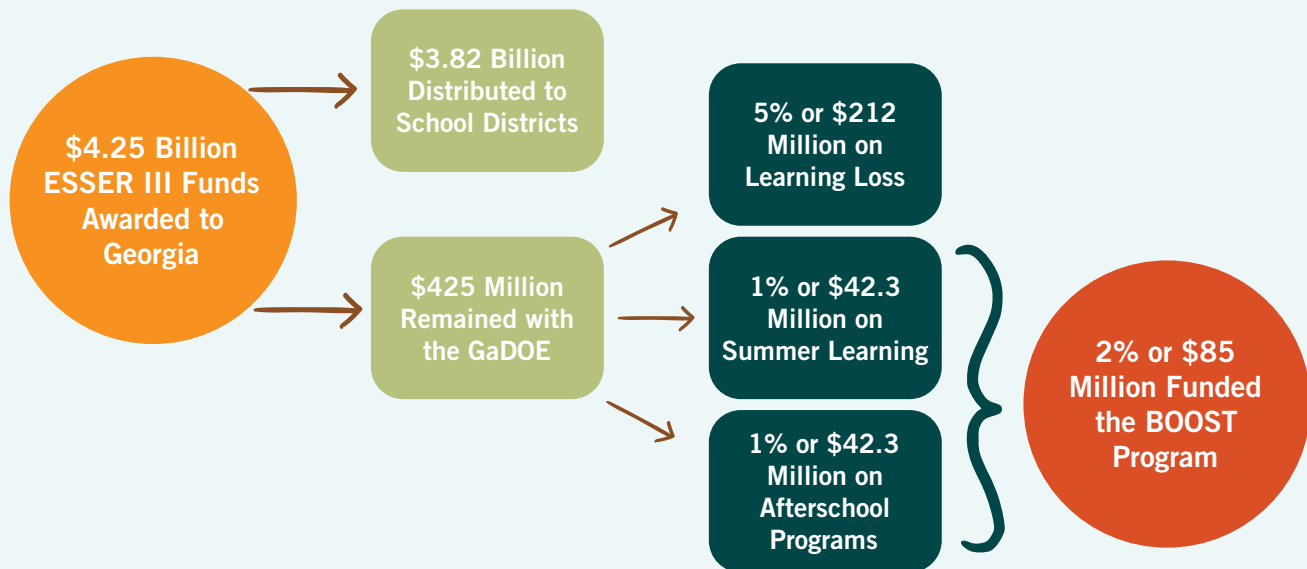 $4.25 Billion
ESSER III Funds
Awarded to
Georgia
$3.82 Billion
Distributed to
School Districts
$425 Million
Remained with
the GaDOE
5% or $212
Million on
Learning Loss
1% or $42.3
Million on
Summer Learning
1% or $42.3
Million on
Afterschool
Programs
2% or $85
Million Funded
the BOOST
Program